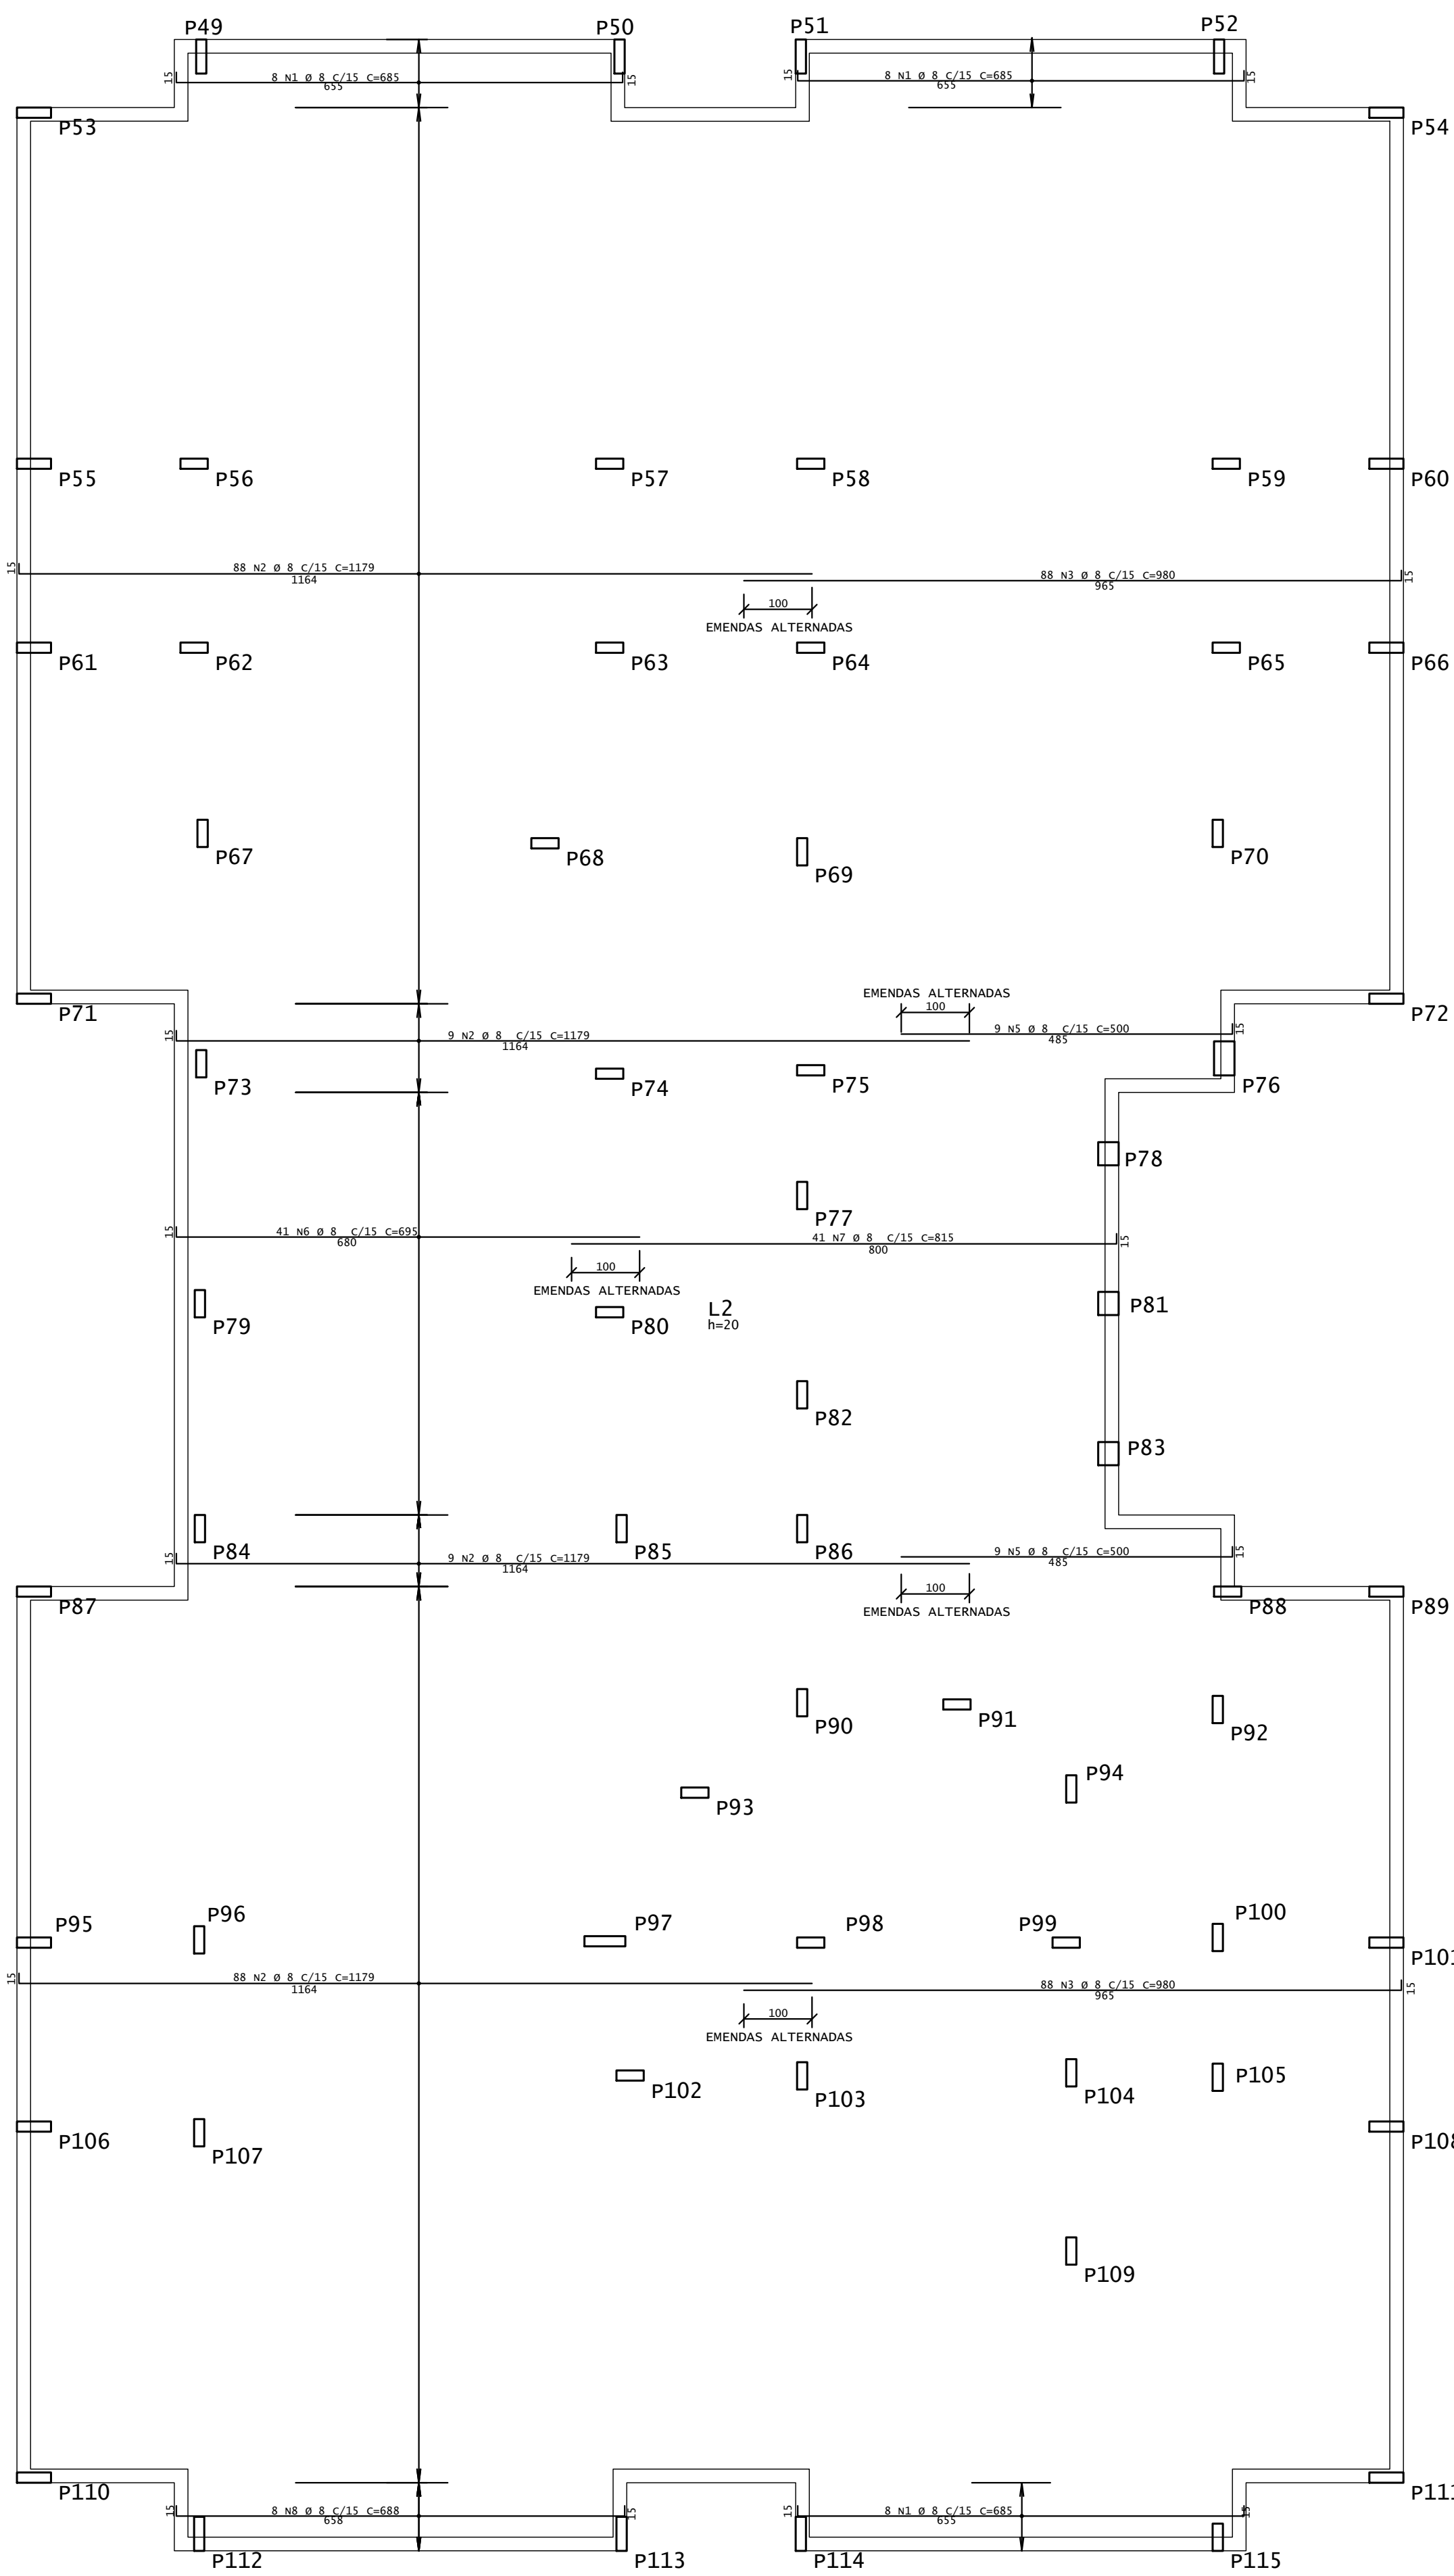 P49
P50
P51
P52
15
8 N1 Ø 8 C/15 C=685
655
15
15
8 N1 Ø 8 C/15 C=685
655
15
P53
P54
P55
P56
P57
P58
P59
P60
15
88 N2 Ø 8 C/15 C=1179
1164
88 N3 Ø 8 C/15 C=980
965
15
100
EMENDAS ALTERNADAS
P61
P62
P63
P64
P65
P66
P67
P68
P69
P70
EMENDAS ALTERNADAS
100
P71
P72
15
9 N2 Ø 8 C/15 C=1179
1164
9 N5 Ø 8 C/15 C=500
485
15
P73
P74
P75
P76
P78
P77
15
41 N6 Ø 8 C/15 C=695
680
41 N7 Ø 8 C/15 C=815
800
15
100
EMENDAS ALTERNADAS
L2
h=20
P79
P80
P81
P82
P83
P84
P85
P86
15
9 N2 Ø 8 C/15 C=1179
1164
9 N5 Ø 8 C/15 C=500
485
15
100
EMENDAS ALTERNADAS
P87
P88
P89
P90
P91
P92
P94
P93
P95
P96
P97
P98
P99
P100
P101
15
88 N2 Ø 8 C/15 C=1179
1164
88 N3 Ø 8 C/15 C=980
965
15
100
EMENDAS ALTERNADAS
P102
P103
P104
P105
P106
P107
P108
P109
P110
P111
15
8 N8 Ø 8 C/15 C=688
658
15
15
8 N1 Ø 8 C/15 C=685
655
15
P112
P113
P114
P115